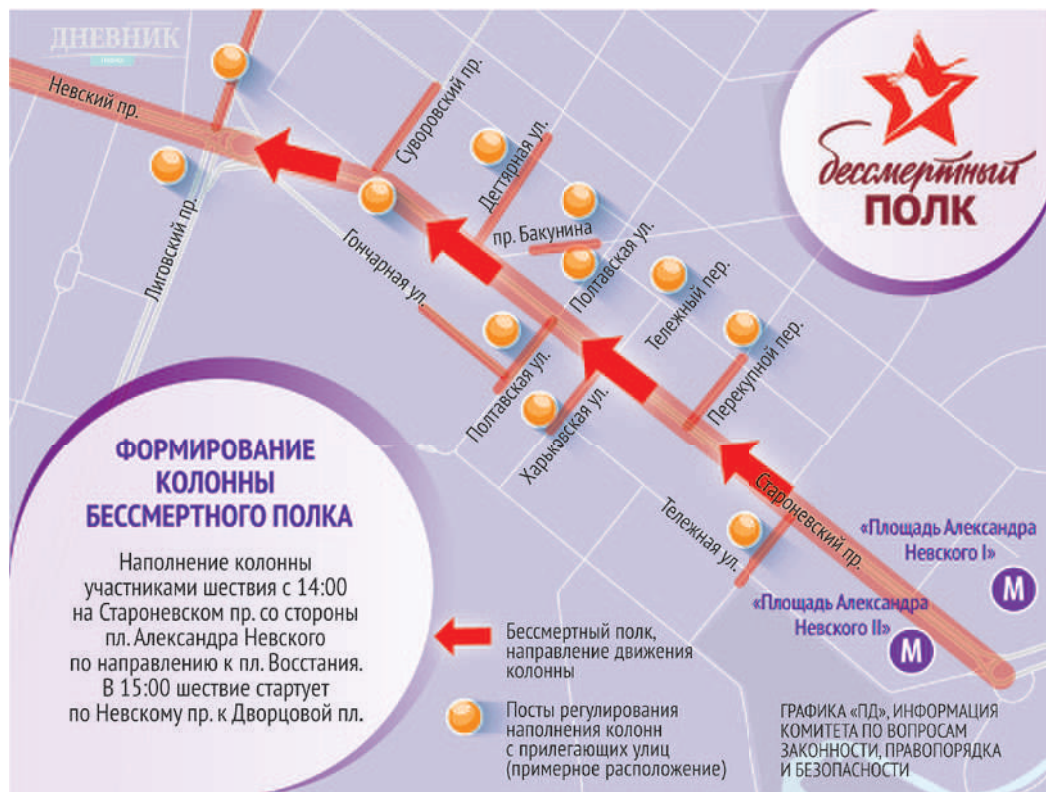 ДНЕВНИК
Невский пр.
Суворовский пр.
Дегтярная ул.
бессмертный
ПОЛК
Лиговский пр.
Гончарная ул.
пр. Бакунина
Полтавская ул.
Тележный пер.
Перекупной пер.
Полтавская ул.
Харьковская ул.
Тележная ул.
Староневский пр.
«Площадь Александра
Невского I»
М
«Площадь Александра
Невского II»
М
ФОРМИРОВАНИЕ
КОЛОННЫ
БЕССМЕРТНОГО ПОЛКА
Наполнение колонны
участниками шествия с 14:00
на Староневском пр. со стороны
пл. Александра Невского
по направлению к пл. Восстания.
В 15:00 шествие стартует
по Невскому пр. к Дворцовой пл.
Бессмертный полк,
направление движения
колонны
Посты регулирования
наполнения колонн
с прилегающих улиц
(примерное расположение)
ГРАФИКА «ПД», ИНФОРМАЦИЯ
КОМИТЕТА ПО ВОПРОСАМ
ЗАКОННОСТИ, ПРАВОПОРЯДКА
И БЕЗОПАСНОСТИ